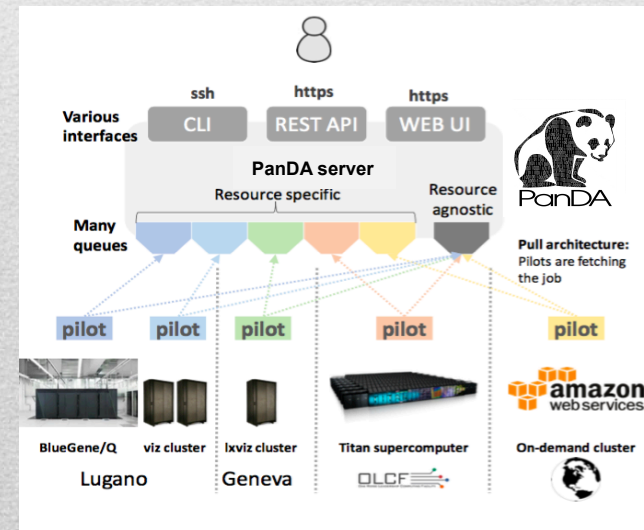 ssh
https
https
Various
interfaces
CLI
REST API
WEB UI
PanDA server
Resource specific
Resource
agnostic
Many
queues
PanDA
Pull architecture:
Pilots are fetching
the job
pilot
pilot
pilot
pilot
pilot
amazon
webservices
BlueGene/Q
viz cluster
lxviz cluster
Titan supercomputer
On-demand cluster
Lugano
Geneva
OLCF